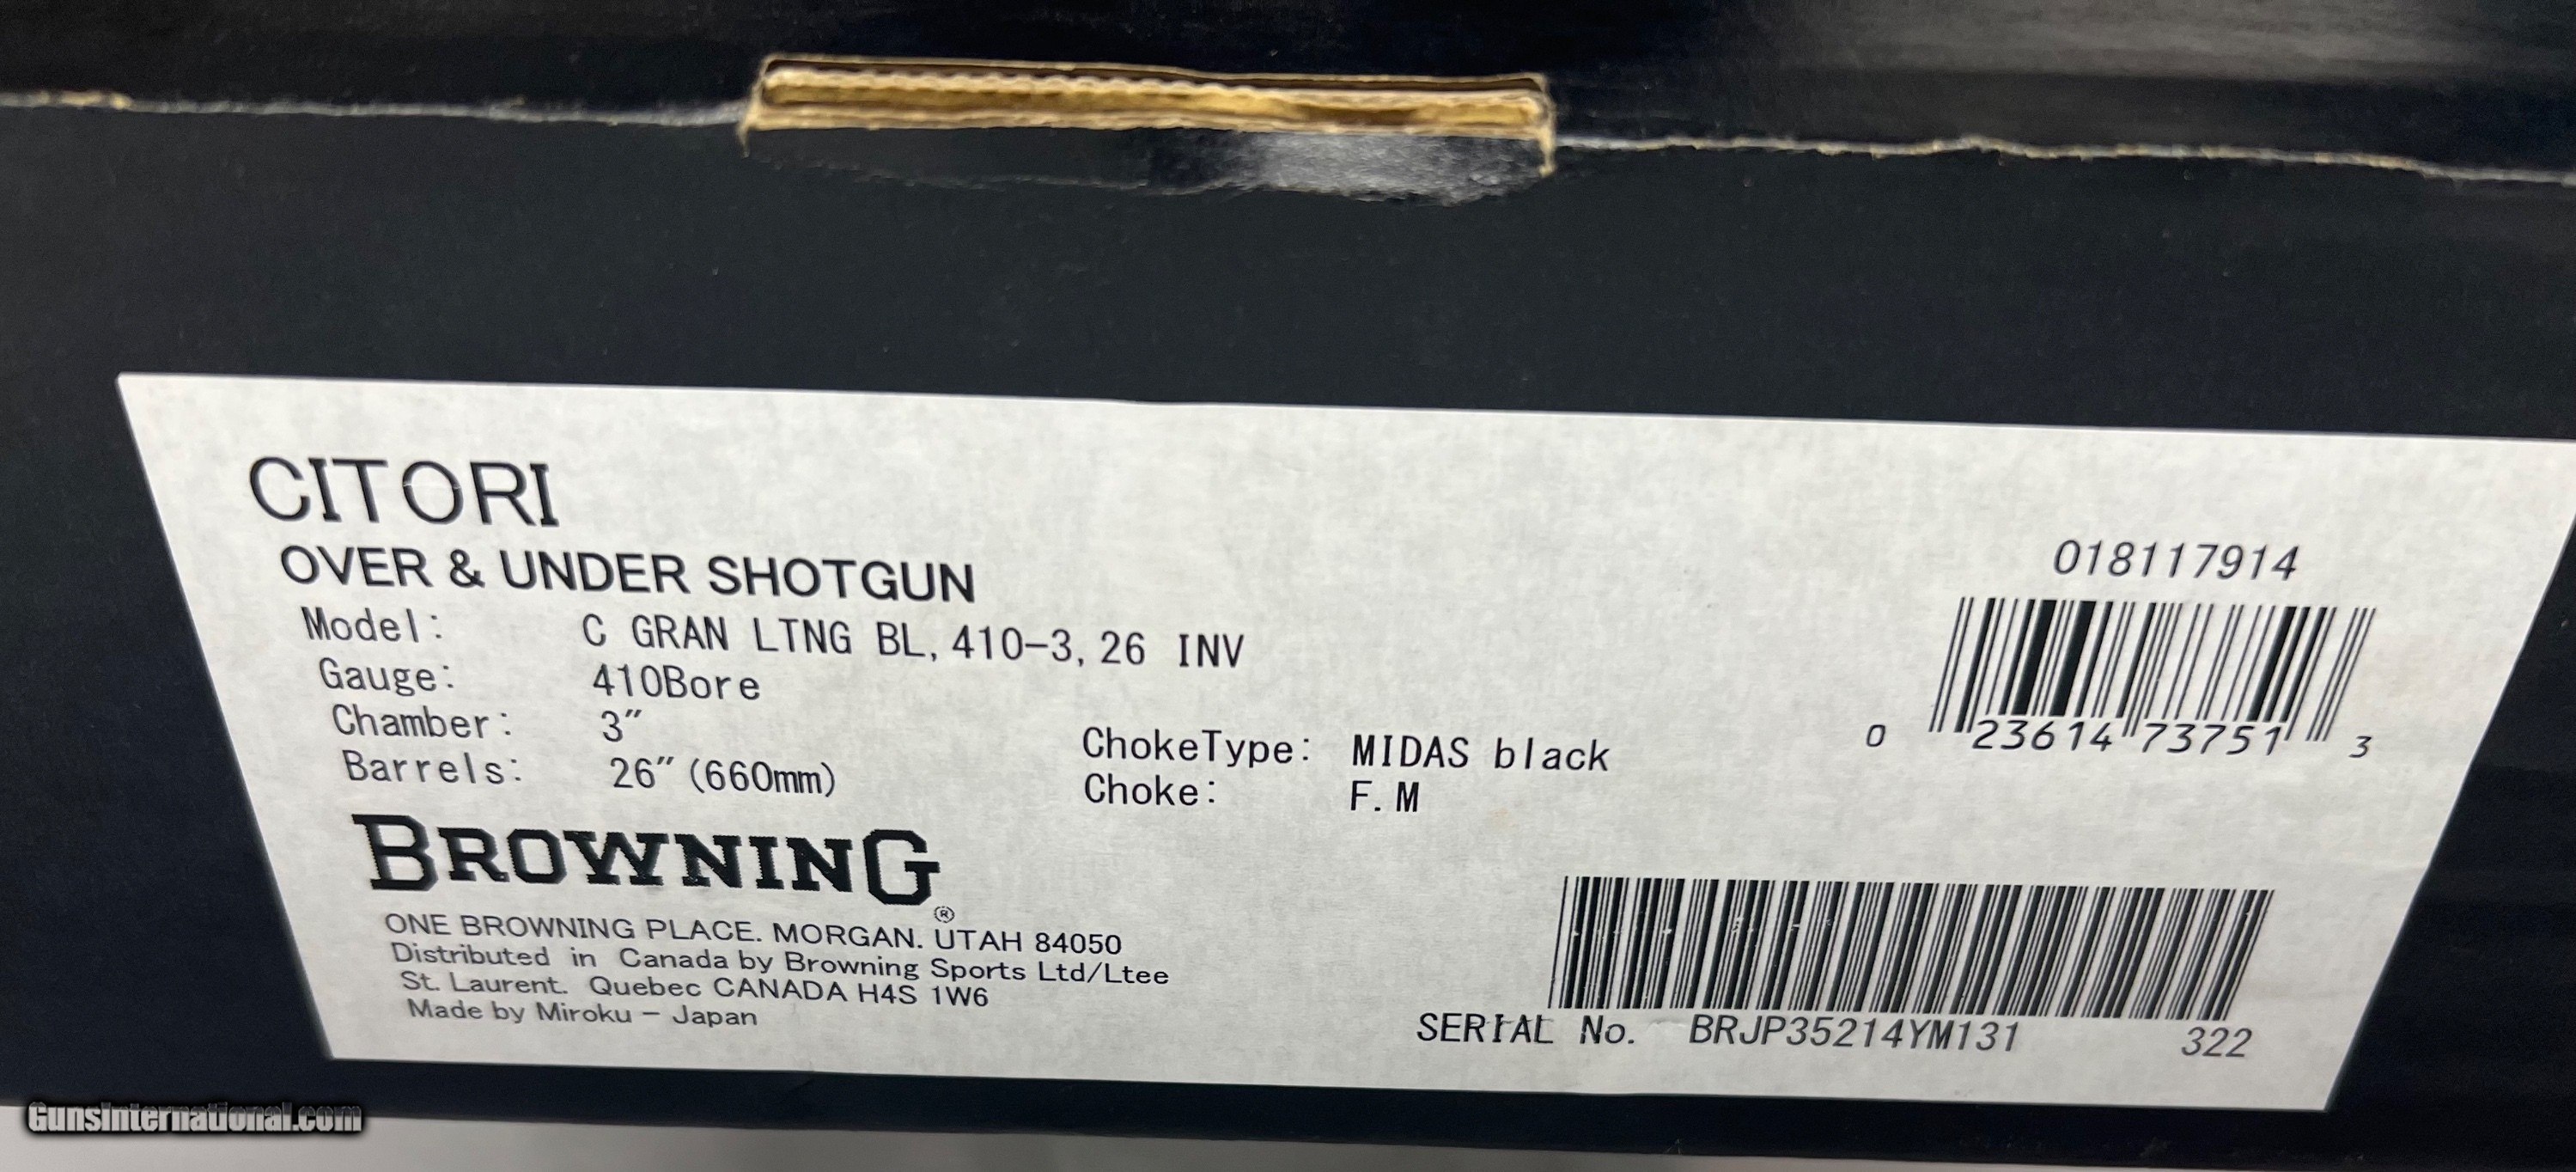 CITORI
OVER & UNDER SHOTGUN
Model: C GRAN LTNG BL, 410-3, 26 INV
Gauge: 410Bore
Chamber: 3″
Barrels: 26″ (660mm)
ChokeType: MIDAS black
Choke: F. M
BROWNING®
ONE BROWNING PLACE. MORGAN. UTAH 84050
Distributed in Canada by Browning Sports Ltd/Ltee
St. Laurent. Quebec CANADA H4S 1W6
Made by Miroku - Japan
018117914
0 23614 73751 3
SERIAL No. BRJP35214YM131 322
GunsInternational.com